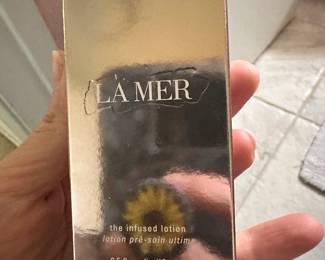 LA MER
the infused lotion
lotion pré-soin ultime